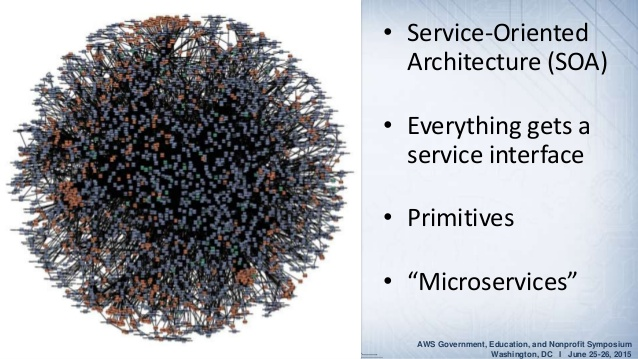 • Service-Oriented
Architecture (SOA)
• Everything gets a
service interface
• Primitives
• “Microservices”
AWS Government, Education, and Nonprofit Symposium
Washington, DC I June 25-26, 2015